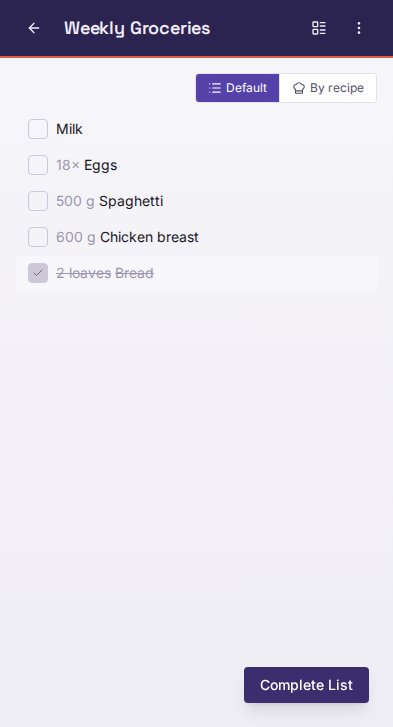 Weekly Groceries
Default
By recipe
Milk
18× Eggs
500 g Spaghetti
600 g Chicken breast
2 loaves Bread
Complete List